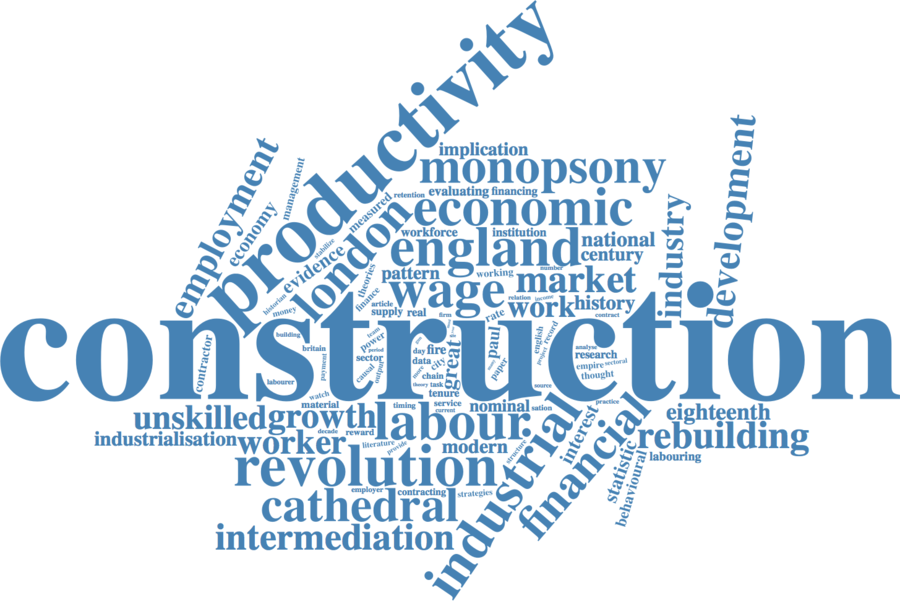 productivity
implication
monopsony
employment
management
economy
retention
evaluating
financing
measured
economic
london
workforce
institution
england
national
century
industry
development
stabilize
evidence
theories
pattern
working
number
market
historian
money
finance
wage
article
supply
real
relation
income
work
history
contract
firm
rate
construction
contractor
building
britain
labourer
payment
team
power
period
sector
causal
output
day
fire
data
city
chain
theory
task
tenure
great
paul
paper
english
record
project
analyse
research
empire
sectoral
thought
source
watch
material
timing
service
current
nominal
sation
practice
unskilled
growth
labour
decade
reward
industrialisation
worker
literature
provide
modern
structure
industrial
interest
financial
eighteenth
rebuilding
statistic
behavioural
labouring
revolution
employer
contracting
strategies
cathedral
intermediation